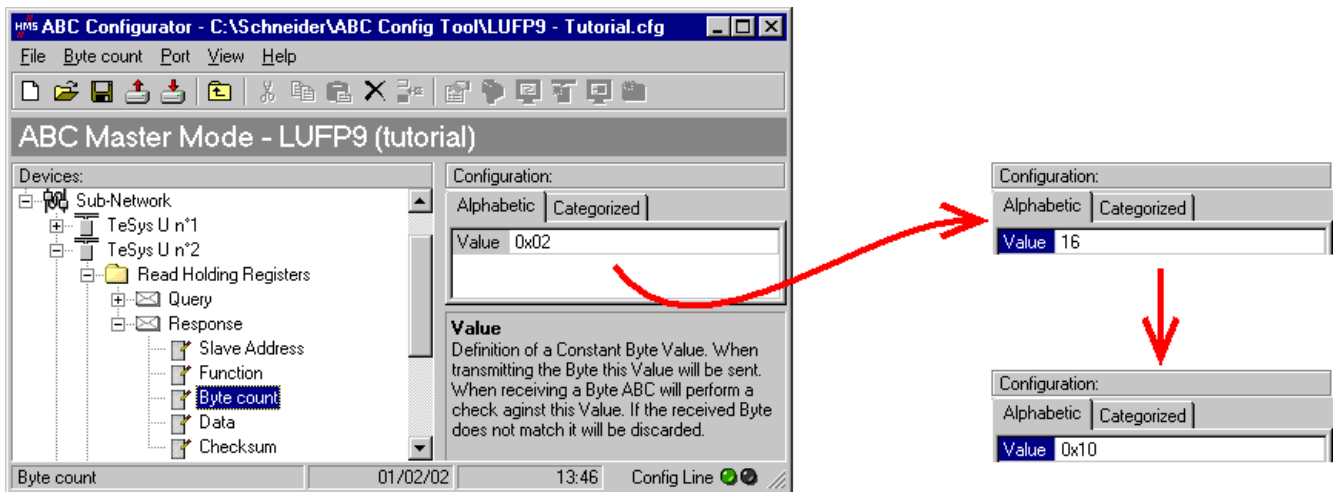 HMS ABC Configurator - C:\Schneider\ABC Config Tool\LUFP9 - Tutorial.cfg
File Byte count Port View Help
ABC Master Mode - LUFP9 (tutorial)
Devices:
Sub-Network
TeSys U n°1
TeSys U n°2
Read Holding Registers
Query
Response
Slave Address
Function
Byte count
Data
Checksum
Configuration:
Alphabetic Categorized
Value 0x02
Value
Definition of a Constant Byte Value. When
transmitting the Byte this Value will be sent.
When receiving a Byte ABC will perform a
check aginst this Value. If the received Byte
does not match it will be discarded.
Byte count 01/02/02 13:46 Config Line
Configuration:
Alphabetic Categorized
Value 16
Configuration:
Alphabetic Categorized
Value 0x10